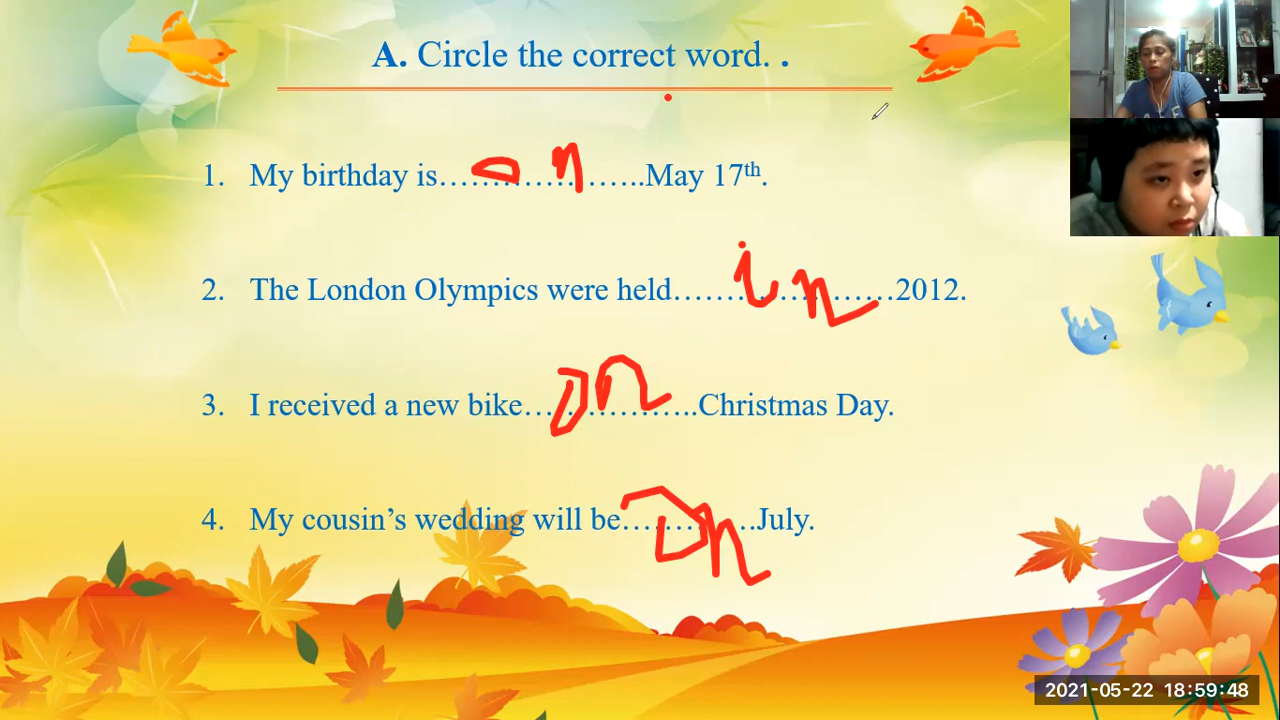 A. Circle the correct word. .
1. My birthday is…………………..May 17th. on
2. The London Olympics were held…………………2012. in
3. I received a new bike………………..Christmas Day. on
4. My cousin’s wedding will be…………..July. on
2021-05-22 18:59:48